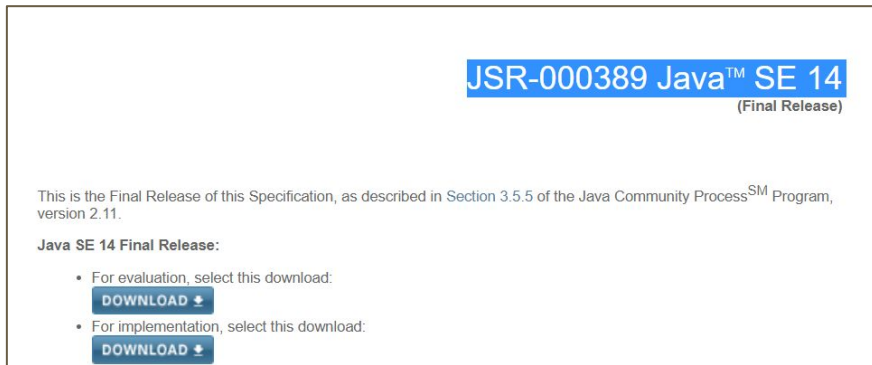 JSR-000389 Java™ SE 14
(Final Release)
This is the Final Release of this Specification, as described in Section 3.5.5 of the Java Community ProcessSM Program,
version 2.11.
Java SE 14 Final Release:
• For evaluation, select this download:
DOWNLOAD
• For implementation, select this download:
DOWNLOAD